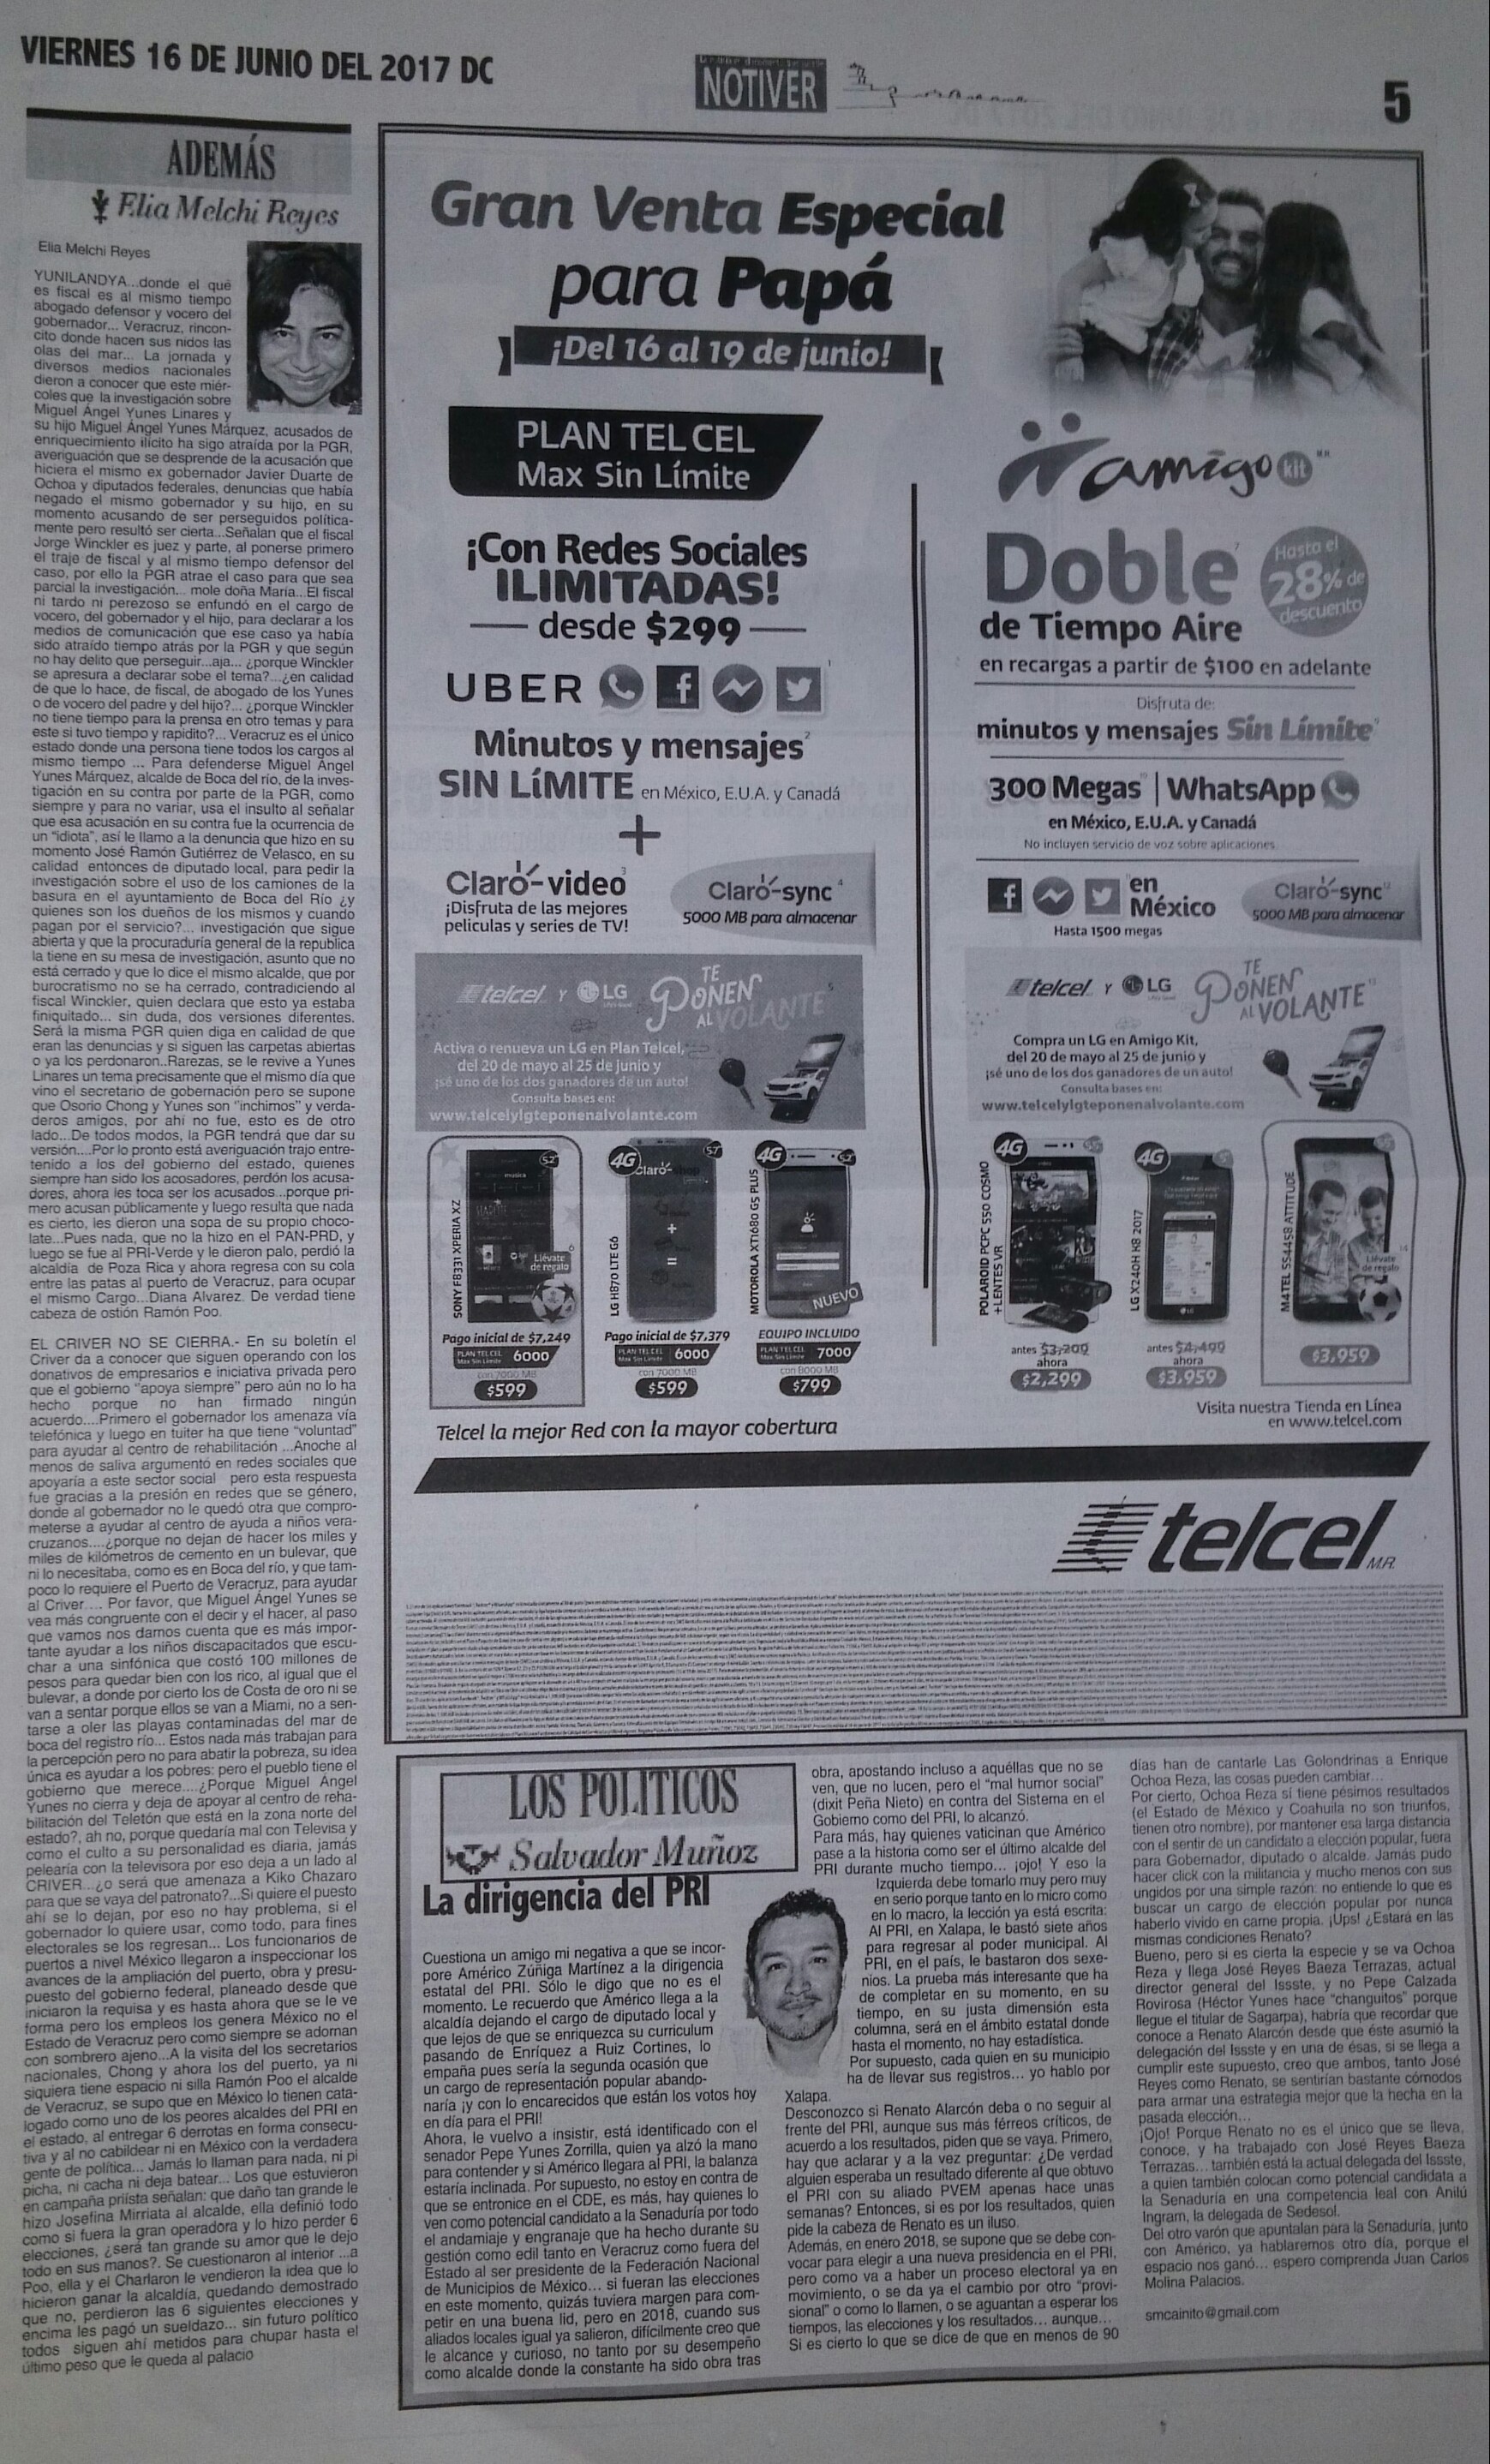 VIERNES 16 DE JUNIO DEL 2017 DC
NOTIVER
5
ADEMÁS
Elia Melchi Reyes
Elia Melchi Reyes
YUNILANDYA...donde el qué
es fiscal es al mismo tiempo
abogado defensor y vocero del
gobernador... Veracruz, rincon-
cito donde hacen sus nidos las
olas del mar... La jornada y
diversos medios nacionales
dieron a conocer que este miér-
coles que la investigación sobre
Miguel Ángel Yunes Linares y
su hijo Miguel Ángel Yunes Márquez, acusados de
enriquecimiento ilícito ha sigo atraída por la PGR,
averiguación que se desprende de la acusación que
hiciera el mismo ex gobernador Javier Duarte de
Ochoa y diputados federales, denuncias que había
negado el mismo gobernador y su hijo, en su
momento acusando de ser perseguidos política-
mente pero resultó ser cierta...Señalan que el fiscal
Jorge Winckler es juez y parte, al ponerse primero
el traje de fiscal y al mismo tiempo defensor del
caso, por ello la PGR atrae el caso para que sea
parcial la investigación... mole doña María...El fiscal
ni tardo ni perezoso se enfundó en el cargo de
vocero, del gobernador y el hijo, para declarar a los
medios de comunicación que ese caso ya había
sido atraído tiempo atrás por la PGR y que según
no hay delito que perseguir...aja... ¿porque Winckler
se apresura a declarar sobe el tema?...¿en calidad
de que lo hace, de fiscal, de abogado de los Yunes
o de vocero del padre y del hijo?... ¿porque Winckler
no tiene tiempo para la prensa en otro temas y para
este si tuvo tiempo y rapidito?... Veracruz es el único
estado donde una persona tiene todos los cargos al
mismo tiempo ... Para defenderse Miguel Ángel
Yunes Márquez, alcalde de Boca del río, de la inves-
tigación en su contra por parte de la PGR, como
siempre y para no variar, usa el insulto al señalar
que esa acusación en su contra fue la ocurrencia de
un "idiota", así le llamo a la denuncia que hizo en su
momento José Ramón Gutiérrez de Velasco, en su
calidad entonces de diputado local, para pedir la
investigación sobre el uso de los camiones de la
basura en el ayuntamiento de Boca del Río ¿y
quienes son los dueños de los mismos y cuando
pagan por el servicio?... investigación que sigue
abierta y que la procuraduría general de la republica
la tiene en su mesa de investigación, asunto que no
está cerrado y que lo dice el mismo alcalde, que por
burocratismo no se ha cerrado, contradiciendo al
fiscal Winckler, quien declara que esto ya estaba
finiquitado... sin duda, dos versiones diferentes.
Será la misma PGR quien diga en calidad de que
eran las denuncias y si siguen las carpetas abiertas
o ya los perdonaron..Rarezas, se le revive a Yunes
Linares un tema precisamente que el mismo día que
vino el secretario de gobernación pero se supone
que Osorio Chong y Yunes son "inchimos" y verda-
deros amigos, por ahí no fue, esto es de otro
lado...De todos modos, la PGR tendrá que dar su
versión....Por lo pronto está averiguación trajo entre-
tenido a los del gobierno del estado, quienes
siempre han sido los acosadores, perdón los acusa-
dores, ahora les toca ser los acusados...porque pri-
mero acusan públicamente y luego resulta que nada
es cierto, les dieron una sopa de su propio choco-
late...Pues nada, que no la hizo en el PAN-PRD, y
luego se fue al PRI-Verde y le dieron palo, perdió la
alcaldía de Poza Rica y ahora regresa con su cola
entre las patas al puerto de Veracruz, para ocupar
el mismo Cargo...Diana Alvarez. De verdad tiene
cabeza de ostión Ramón Poo.
EL CRIVER NO SE CIERRA.- En su boletín el
Criver da a conocer que siguen operando con los
donativos de empresarios e iniciativa privada pero
que el gobierno "apoya siempre" pero aún no lo ha
hecho porque no han firmado ningún
acuerdo....Primero el gobernador los amenaza vía
telefónica y luego en tuiter ha que tiene "voluntad"
para ayudar al centro de rehabilitación ...Anoche al
menos de saliva argumentó en redes sociales que
apoyaría a este sector social pero esta respuesta
fue gracias a la presión en redes que se género,
donde al gobernador no le quedó otra que compro-
meterse a ayudar al centro de ayuda a niños vera-
cruzanos....¿porque no dejan de hacer los miles y
miles de kilómetros de cemento en un bulevar, que
ni lo necesitaba, como es en Boca del río, y que tam-
poco lo requiere el Puerto de Veracruz, para ayudar
al Criver.... Por favor, que Miguel Ángel Yunes se
vea más congruente con el decir y el hacer, al paso
que vamos nos damos cuenta que es más impor-
tante ayudar a los niños discapacitados que escu-
char a una sinfónica que costó 100 millones de
pesos para quedar bien con los rico, al igual que el
bulevar, a donde por cierto los de Costa de oro ni se
van a sentar porque ellos se van a Miami, no a sen-
tarse a oler las playas contaminadas del mar de
boca del registro río... Estos nada más trabajan para
la percepción pero no para abatir la pobreza, su idea
única es ayudar a los pobres: pero el pueblo tiene el
gobierno que merece....¿Porque Miguel Ángel
Yunes no cierra y deja de apoyar al centro de reha-
bilitación del Teletón que está en la zona norte del
estado?, ah no, porque quedaría mal con Televisa y
como el culto a su personalidad es diaria, jamás
pelearía con la televisora por eso deja a un lado al
CRIVER...¿o será que amenaza a Kiko Chazaro
para que se vaya del patronato?...Si quiere el puesto
ahí se lo dejan, por eso no hay problema, si el
gobernador lo quiere usar, como todo, para fines
electorales se los regresan... Los funcionarios de
puertos a nivel México llegaron a inspeccionar los
avances de la ampliación del puerto, obra y presu-
puesto del gobierno federal, planeado desde que
iniciaron la requisa y es hasta ahora que se le ve
forma pero los empleos los genera México no el
Estado de Veracruz pero como siempre se adornan
con sombrero ajeno...A la visita del los secretarios
nacionales, Chong y ahora los del puerto, ya ni
siquiera tiene espacio ni silla Ramón Poo el alcalde
de Veracruz, se supo que en México lo tienen cata-
logado como uno de los peores alcaldes del PRI en
el estado, al entregar 6 derrotas en forma consecu-
tiva y al no cabildear ni en México con la verdadera
gente de política... Jamás lo llaman para nada, ni pi
picha, ni cacha ni deja batear... Los que estuvieron
en campaña priísta señalan: que daño tan grande le
hizo Josefina Mirriata al alcalde, ella definió todo
como si fuera la gran operadora y lo hizo perder 6
elecciones, ¿será tan grande su amor que le dejo
todo en sus manos?. Se cuestionaron al interior ...a
Poo, ella y el Charlaron le vendieron la idea que lo
hicieron ganar la alcaldía, quedando demostrado
que no, perdieron las 6 siguientes elecciones y
encima les pagó un sueldazo... sin futuro político
todos siguen ahí metidos para chupar hasta el
último peso que le queda al palacio
Gran Venta Especial
para Papá
¡Del 16 al 19 de junio!
PLAN TELCEL
Max Sin Límite
¡Con Redes Sociales
ILIMITADAS!
desde $299
UBER
Minutos y mensajes
SIN LÍMITE en México, E.U.A. y Canadá
+
Claro-video
¡Disfruta de las mejores
películas y series de TV!
Claro-sync
5000 MB para almacenar
telcel Y LG
TE PONEN AL VOLANTE
Activa o renueva un LG en Plan Telcel,
del 20 de mayo al 25 de junio y
¡sé uno de los dos ganadores de un auto!
Consulta bases en:
www.telcelylgteponenalvolante.com
SONY F8331 XPERIA XZ
5.2"
Llévate
de regalo
Pago inicial de $7,249
PLAN TELCEL
Max Sin Límite 6000
con 7000 MB
$599
4G
5.7"
LG H870 LTE G6
Pago inicial de $7,379
PLAN TELCEL
Max Sin Límite 6000
con 7000 MB
$599
4G
MOTOROLA XT1680 G5 PLUS
NUEVO
EQUIPO INCLUIDO
PLAN TELCEL
Max Sin Límite 7000
con 8000 MB
$799
Telcel la mejor Red con la mayor cobertura
amigo kit
Doble
de Tiempo Aire
Hasta el
28% de
descuento
en recargas a partir de $100 en adelante
Disfruta de:
minutos y mensajes Sin Límite
300 Megas | WhatsApp
en México, E.U.A. y Canadá
No incluyen servicio de voz sobre aplicaciones
en
México
Hasta 1500 megas
Claro-sync
5000 MB para almacenar
telcel Y LG
TE PONEN AL VOLANTE
Compra un LG en Amigo Kit,
del 20 de mayo al 25 de junio y
¡sé uno de los dos ganadores de un auto!
Consulta bases en:
www.telcelylgteponenalvolante.com
4G
POLAROID PCPC 550 COSMO
+LENTES VR
antes $3,209
ahora
$2,299
4G
LG X240H K8 2017
antes $4,499
ahora
$3,959
M4TEL SS4458 ATTITUDE
Llévate
de regalo
$3,959
Visita nuestra Tienda en Línea
en www.telcel.com
telcel M.R.
LOS POLITICOS
Salvador Muñoz
La dirigencia del PRI
Cuestiona un amigo mi negativa a que se incor-
pore Américo Zúñiga Martínez a la dirigencia
estatal del PRI. Sólo le digo que no es el
momento. Le recuerdo que Américo llega a la
alcaldía dejando el cargo de diputado local y
que lejos de que se enriquezca su curriculum
pasando de Enríquez a Ruiz Cortines, lo
empaña pues sería la segunda ocasión que
un cargo de representación popular abando-
naría ¡y con lo encarecidos que están los votos hoy
en día para el PRI!
Ahora, le vuelvo a insistir, está identificado con el
senador Pepe Yunes Zorrilla, quien ya alzó la mano
para contender y si Américo llegara al PRI, la balanza
estaría inclinada. Por supuesto, no estoy en contra de
que se entronice en el CDE, es más, hay quienes lo
ven como potencial candidato a la Senaduría por todo
el andamiaje y engranaje que ha hecho durante su
gestión como edil tanto en Veracruz como fuera del
Estado al ser presidente de la Federación Nacional
de Municipios de México... si fueran las elecciones
en este momento, quizás tuviera margen para com-
petir en una buena lid, pero en 2018, cuando sus
aliados locales igual ya salieron, difícilmente creo que
le alcance y curioso, no tanto por su desempeño
como alcalde donde la constante ha sido obra tras
obra, apostando incluso a aquéllas que no se
ven, que no lucen, pero el "mal humor social"
(dixit Peña Nieto) en contra del Sistema en el
Gobierno como del PRI, lo alcanzó.
Para más, hay quienes vaticinan que Américo
pase a la historia como ser el último alcalde del
PRI durante mucho tiempo... ¡ojo! Y eso la
Izquierda debe tomarlo muy pero muy
en serio porque tanto en lo micro como
en lo macro, la lección ya está escrita:
Al PRI, en Xalapa, le bastó siete años
para regresar al poder municipal. Al
PRI, en el país, le bastaron dos sexe-
nios. La prueba más interesante que ha
de completar en su momento, en su
tiempo, en su justa dimensión esta
columna, será en el ámbito estatal donde
hasta el momento, no hay estadística.
Por supuesto, cada quien en su municipio
ha de llevar sus registros... yo hablo por
Xalapa.
Desconozco si Renato Alarcón deba o no seguir al
frente del PRI, aunque sus más férreos críticos, de
acuerdo a los resultados, piden que se vaya. Primero,
hay que aclarar y a la vez preguntar: ¿De verdad
alguien esperaba un resultado diferente al que obtuvo
el PRI con su aliado PVEM apenas hace unas
semanas? Entonces, si es por los resultados, quien
pide la cabeza de Renato es un iluso.
Además, en enero 2018, se supone que se debe con-
vocar para elegir a una nueva presidencia en el PRI,
pero como va a haber un proceso electoral ya en
movimiento, o se da ya el cambio por otro "provi-
sional" o como lo llamen, o se aguantan a esperar los
tiempos, las elecciones y los resultados... aunque...
Si es cierto lo que se dice de que en menos de 90
días han de cantarle Las Golondrinas a Enrique
Ochoa Reza, las cosas pueden cambiar...
Por cierto, Ochoa Reza sí tiene pésimos resultados
(el Estado de México y Coahuila no son triunfos,
tienen otro nombre), por mantener esa larga distancia
con el sentir de un candidato a elección popular, fuera
para Gobernador, diputado o alcalde. Jamás pudo
hacer click con la militancia y mucho menos con sus
ungidos por una simple razón: no entiende lo que es
buscar un cargo de elección popular por nunca
haberlo vivido en carne propia. ¡Ups! ¿Estará en las
mismas condiciones Renato?
Bueno, pero si es cierta la especie y se va Ochoa
Reza y llega José Reyes Baeza Terrazas, actual
director general del Issste, y no Pepe Calzada
Rovirosa (Héctor Yunes hace "changuitos" porque
llegue el titular de Sagarpa), habría que recordar que
conoce a Renato Alarcón desde que éste asumió la
delegación del Issste y en una de ésas, si se llega a
cumplir este supuesto, creo que ambos, tanto José
Reyes como Renato, se sentirían bastante cómodos
para armar una estrategia mejor que la hecha en la
pasada elección...
¡Ojo! Porque Renato no es el único que se lleva,
conoce, y ha trabajado con José Reyes Baeza
Terrazas... también está la actual delegada del Issste,
a quien también colocan como potencial candidata a
la Senaduría en una competencia leal con Anilú
Ingram, la delegada de Sedesol.
Del otro varón que apuntalan para la Senaduría, junto
con Américo, ya hablaremos otro día, porque el
espacio nos ganó... espero comprenda Juan Carlos
Molina Palacios.
smcainito@gmail.com